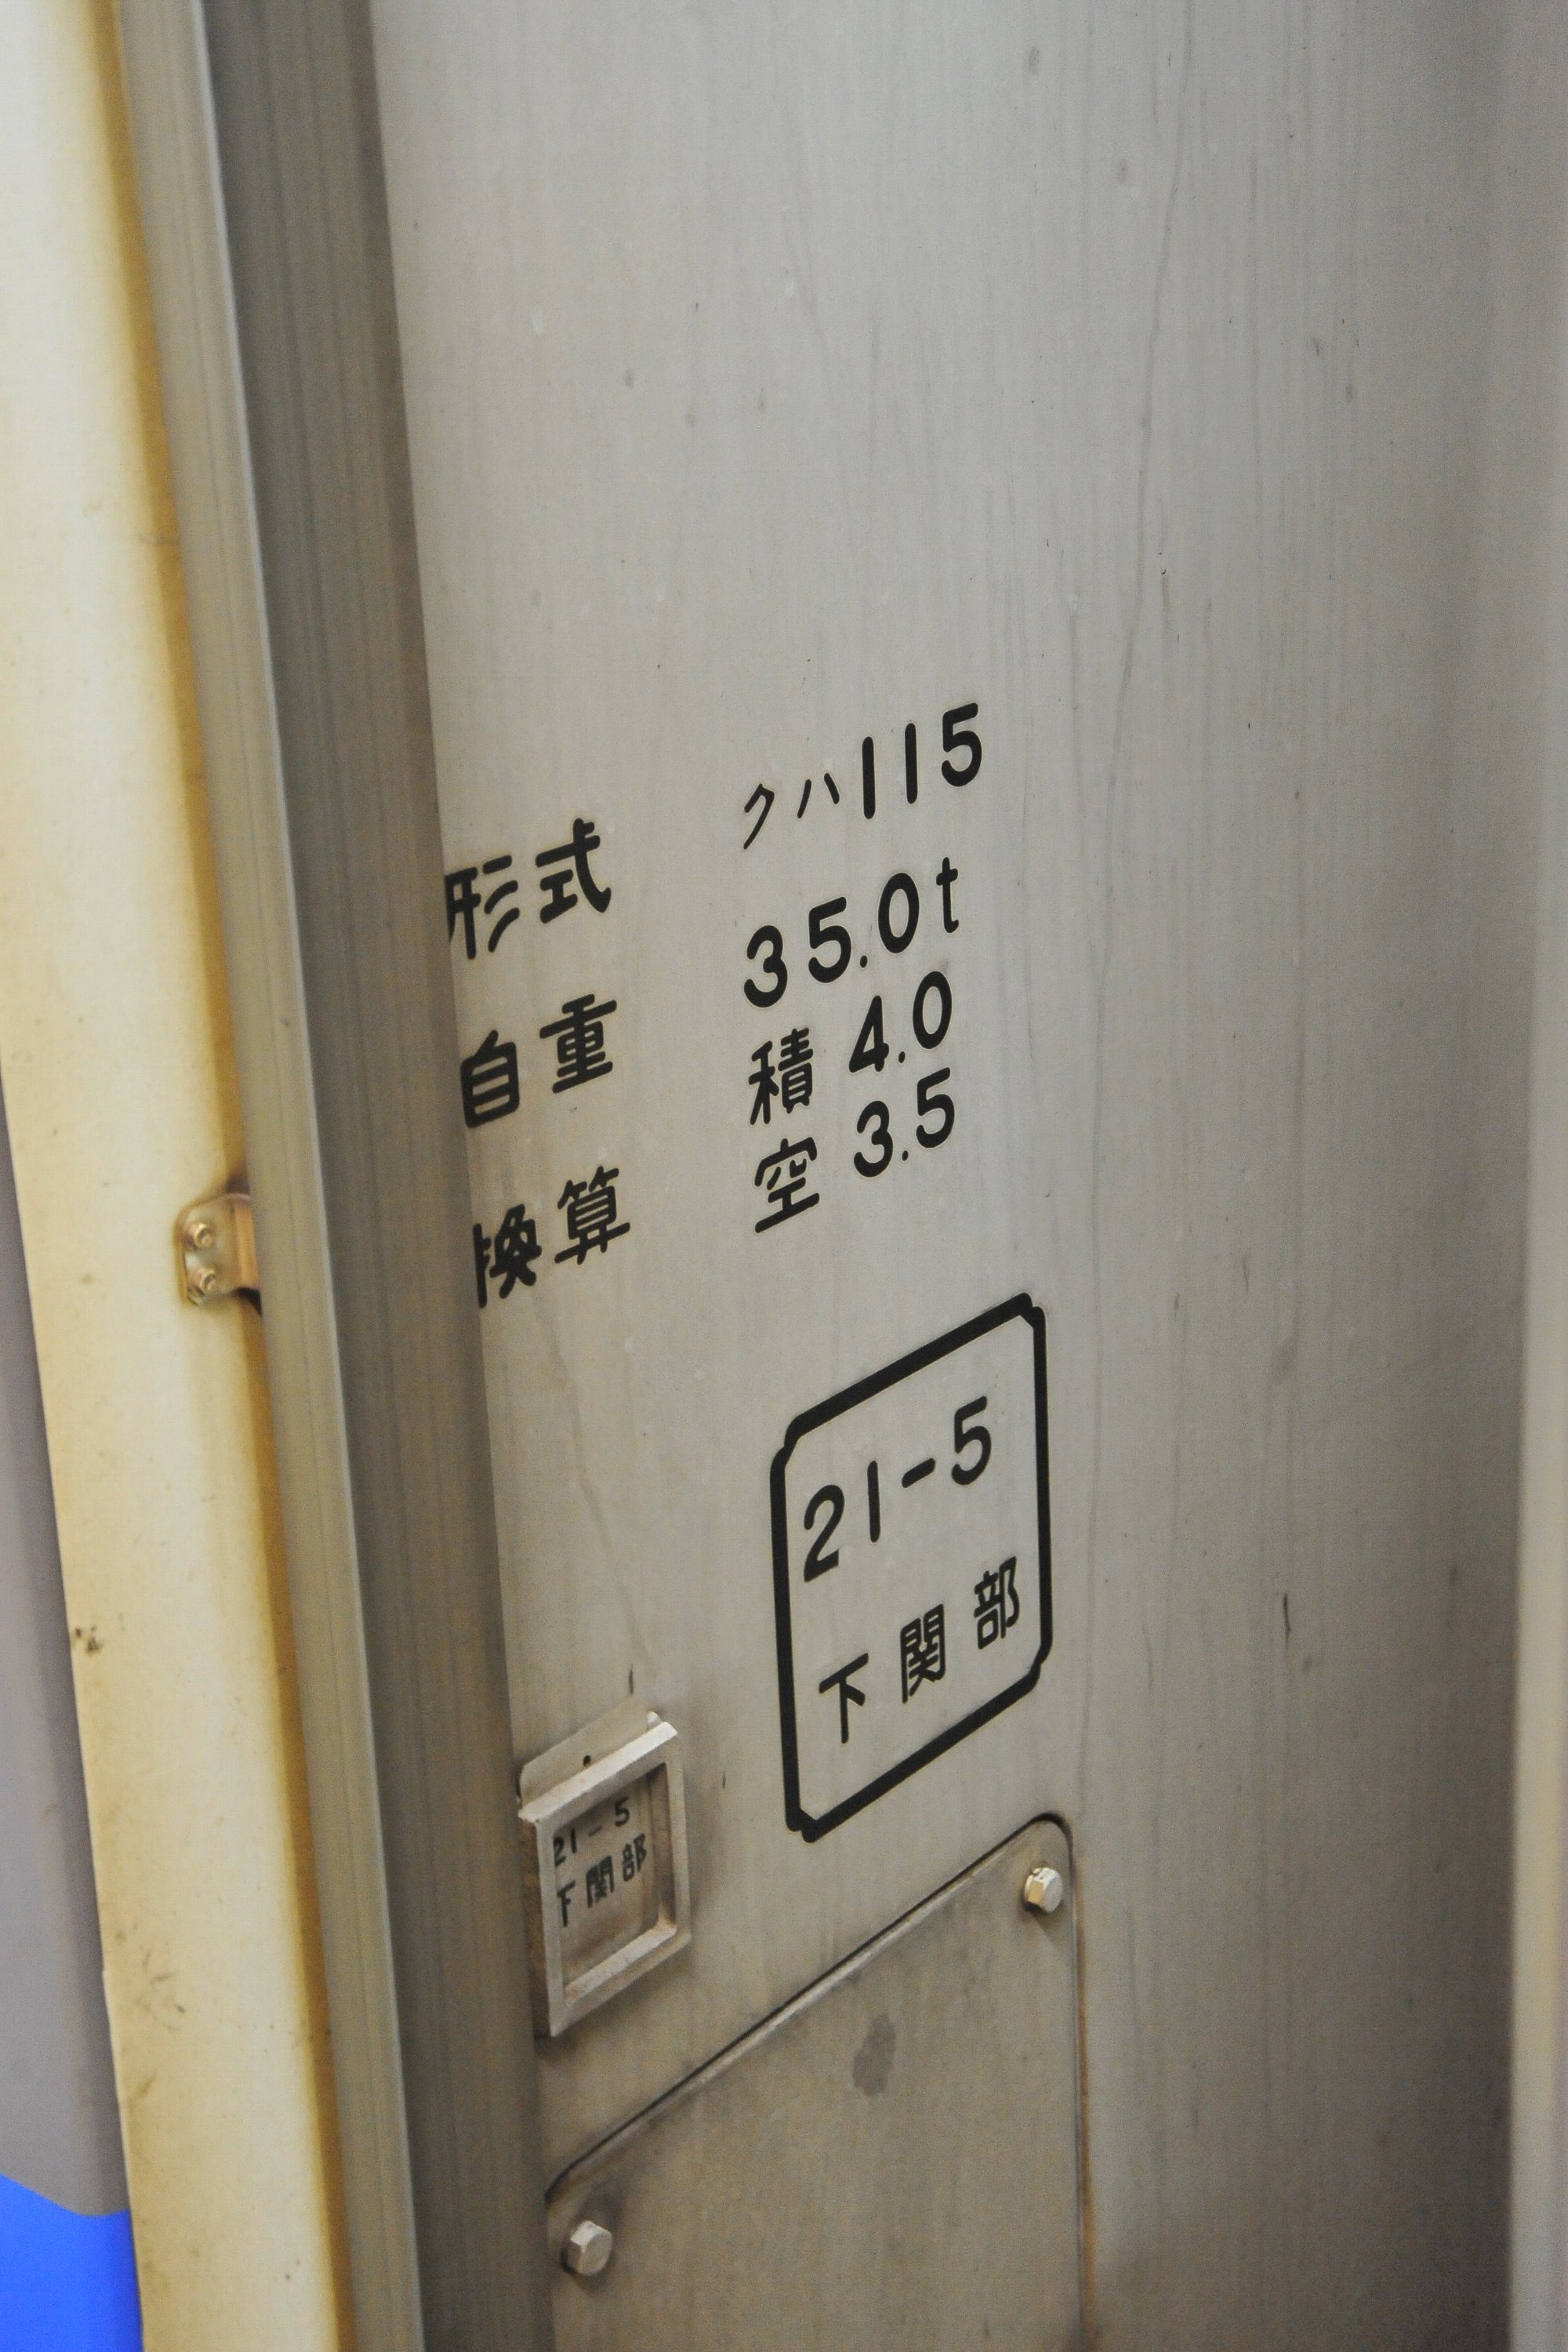 形式 クハ115
自重 35.0t
換算 積 4.0
空 3.5
21-5
下関部
21-5
下関部